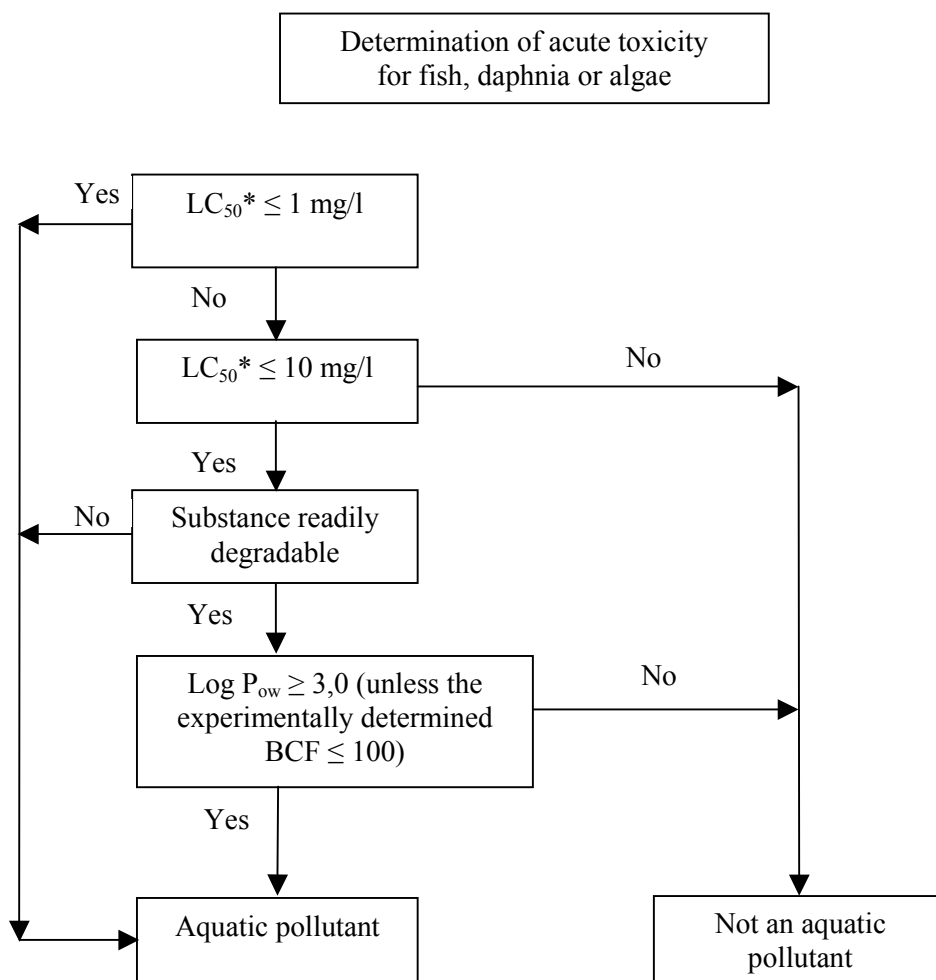 Determination of acute toxicity
for fish, daphnia or algae
Yes
LC₅₀* ≤ 1 mg/l
No
LC₅₀* ≤ 10 mg/l
No
Yes
No
Substance readily
degradable
Yes
Log Pₒw ≥ 3,0 (unless the
experimentally determined
BCF ≤ 100)
No
Yes
Aquatic pollutant
Not an aquatic
pollutant